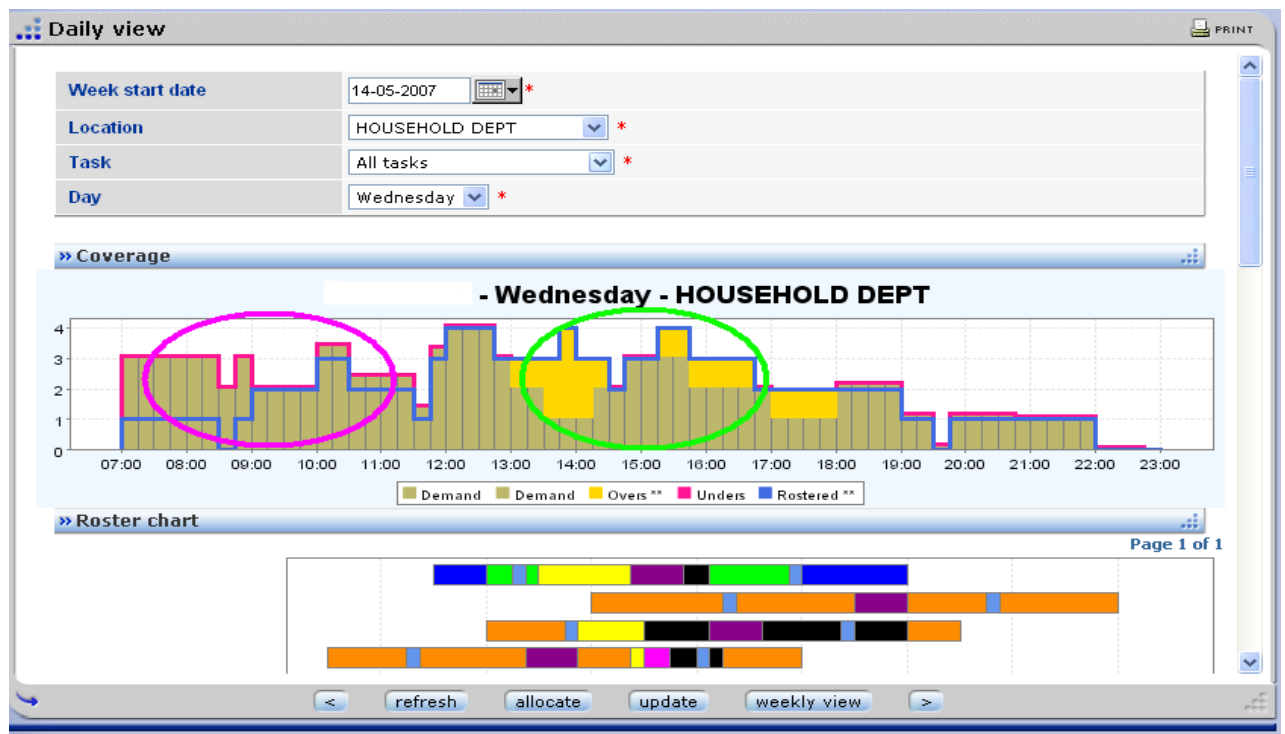 Daily view
PRINT
Week start date 14-05-2007 *
Location HOUSEHOLD DEPT *
Task All tasks *
Day Wednesday *
» Coverage
- Wednesday - HOUSEHOLD DEPT
4
3
2
1
0
07:00 08:00 09:00 10:00 11:00 12:00 13:00 14:00 15:00 16:00 17:00 18:00 19:00 20:00 21:00 22:00 23:00
Demand Demand Overs ** Unders Rostered **
» Roster chart
Page 1 of 1
< refresh allocate update weekly view >